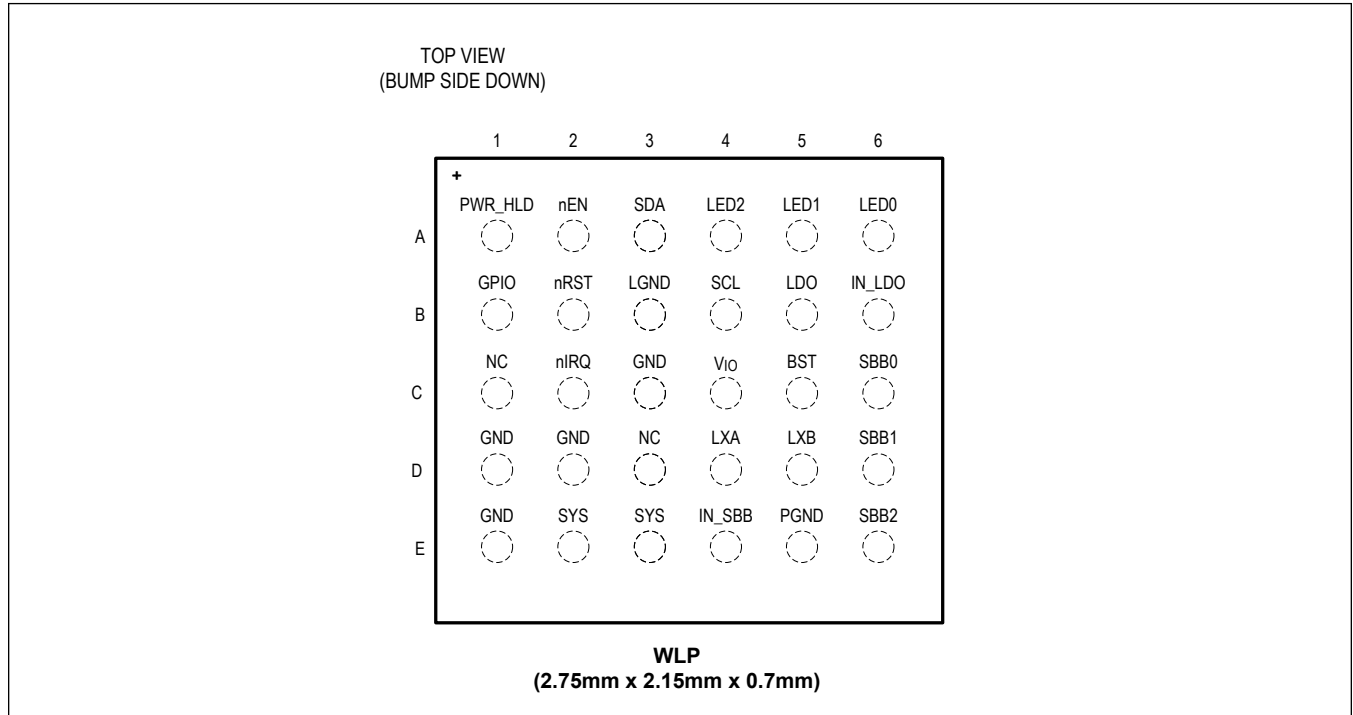 TOP VIEW
(BUMP SIDE DOWN)
1 2 3 4 5 6
+
PWR_HLD nEN SDA LED2 LED1 LED0
A
GPIO nRST LGND SCL LDO IN_LDO
B
NC nIRQ GND VIO BST SBB0
C
GND GND NC LXA LXB SBB1
D
GND SYS SYS IN_SBB PGND SBB2
E
WLP
(2.75mm x 2.15mm x 0.7mm)